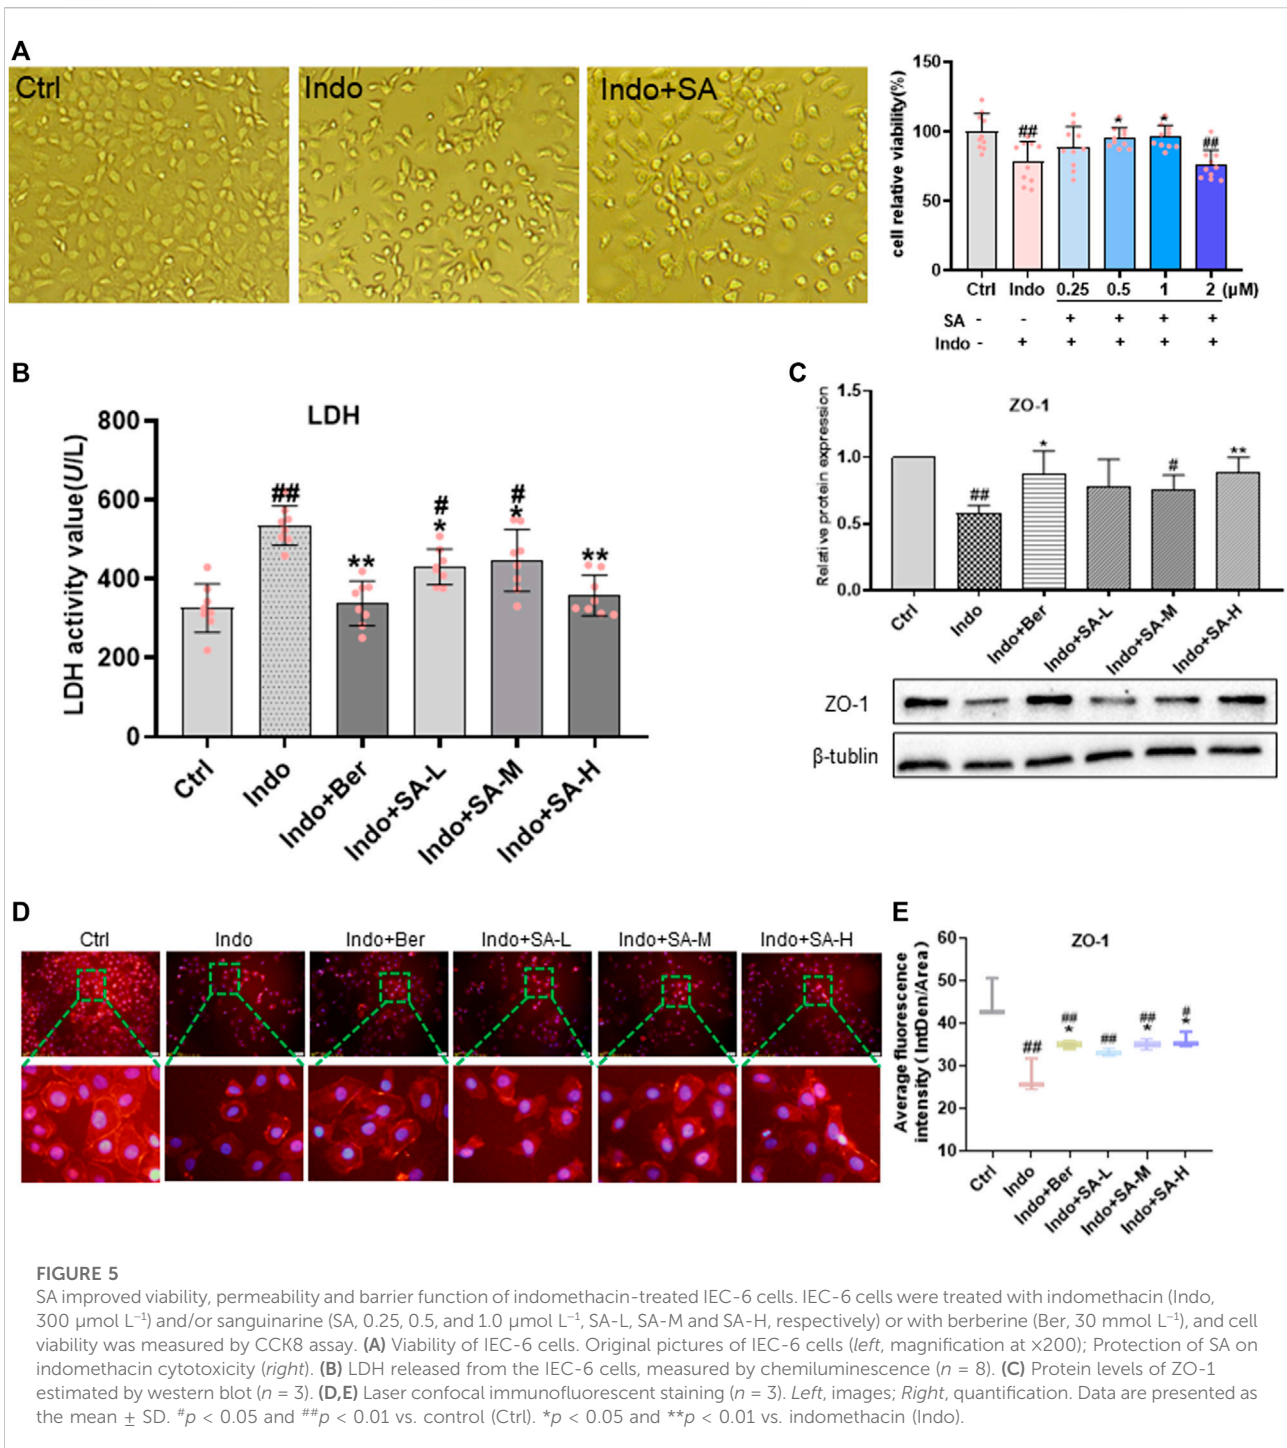 A
Ctrl
Indo
Indo+SA
cell relative viability(%)
150
100
50
0
##
*
*
##
Ctrl Indo 0.25 0.5 1 2 (μM)
SA - - + + + +
Indo - + + + + +
B
LDH
LDH activity value(U/L)
800
600
400
200
0
##
**
#
*
#
*
**
Ctrl
Indo
Indo+Ber
Indo+SA-L
Indo+SA-M
Indo+SA-H
C
ZO-1
Relative protein expression
1.5
1.0
0.5
0.0
##
*
#
**
Ctrl
Indo
Indo+Ber
Indo+SA-L
Indo+SA-M
Indo+SA-H
ZO-1
β-tublin
D
Ctrl Indo Indo+Ber Indo+SA-L Indo+SA-M Indo+SA-H
E
ZO-1
Average fluorescence
intensity ( IntDen/Area)
60
50
40
30
20
10
##
##
*
##
##
*
#
*
Ctrl
Indo
Indo+Ber
Indo+SA-L
Indo+SA-M
Indo+SA-H
FIGURE 5
SA improved viability, permeability and barrier function of indomethacin-treated IEC-6 cells. IEC-6 cells were treated with indomethacin (Indo,
300 μmol L⁻¹) and/or sanguinarine (SA, 0.25, 0.5, and 1.0 μmol L⁻¹, SA-L, SA-M and SA-H, respectively) or with berberine (Ber, 30 mmol L⁻¹), and cell
viability was measured by CCK8 assay. (A) Viability of IEC-6 cells. Original pictures of IEC-6 cells (left, magnification at ×200); Protection of SA on
indomethacin cytotoxicity (right). (B) LDH released from the IEC-6 cells, measured by chemiluminescence (n = 8). (C) Protein levels of ZO-1
estimated by western blot (n = 3). (D,E) Laser confocal immunofluorescent staining (n = 3). Left, images; Right, quantification. Data are presented as
the mean ± SD. #p < 0.05 and ##p < 0.01 vs. control (Ctrl). *p < 0.05 and **p < 0.01 vs. indomethacin (Indo).